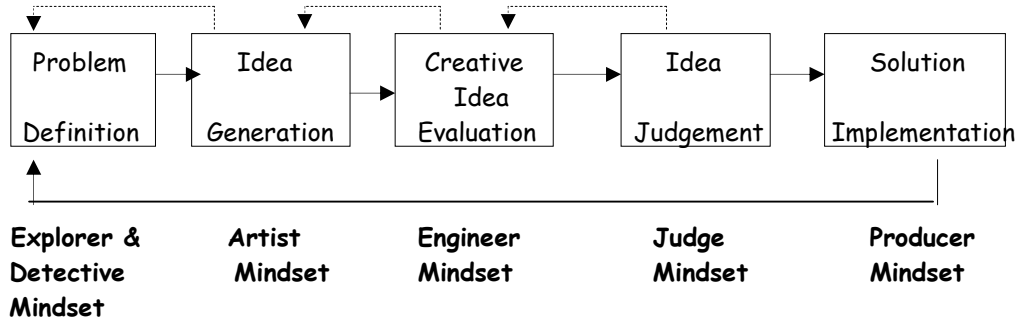 Problem
Definition
Idea
Generation
Creative
Idea
Evaluation
Idea
Judgement
Solution
Implementation
Explorer &
Detective
Mindset
Artist
Mindset
Engineer
Mindset
Judge
Mindset
Producer
Mindset